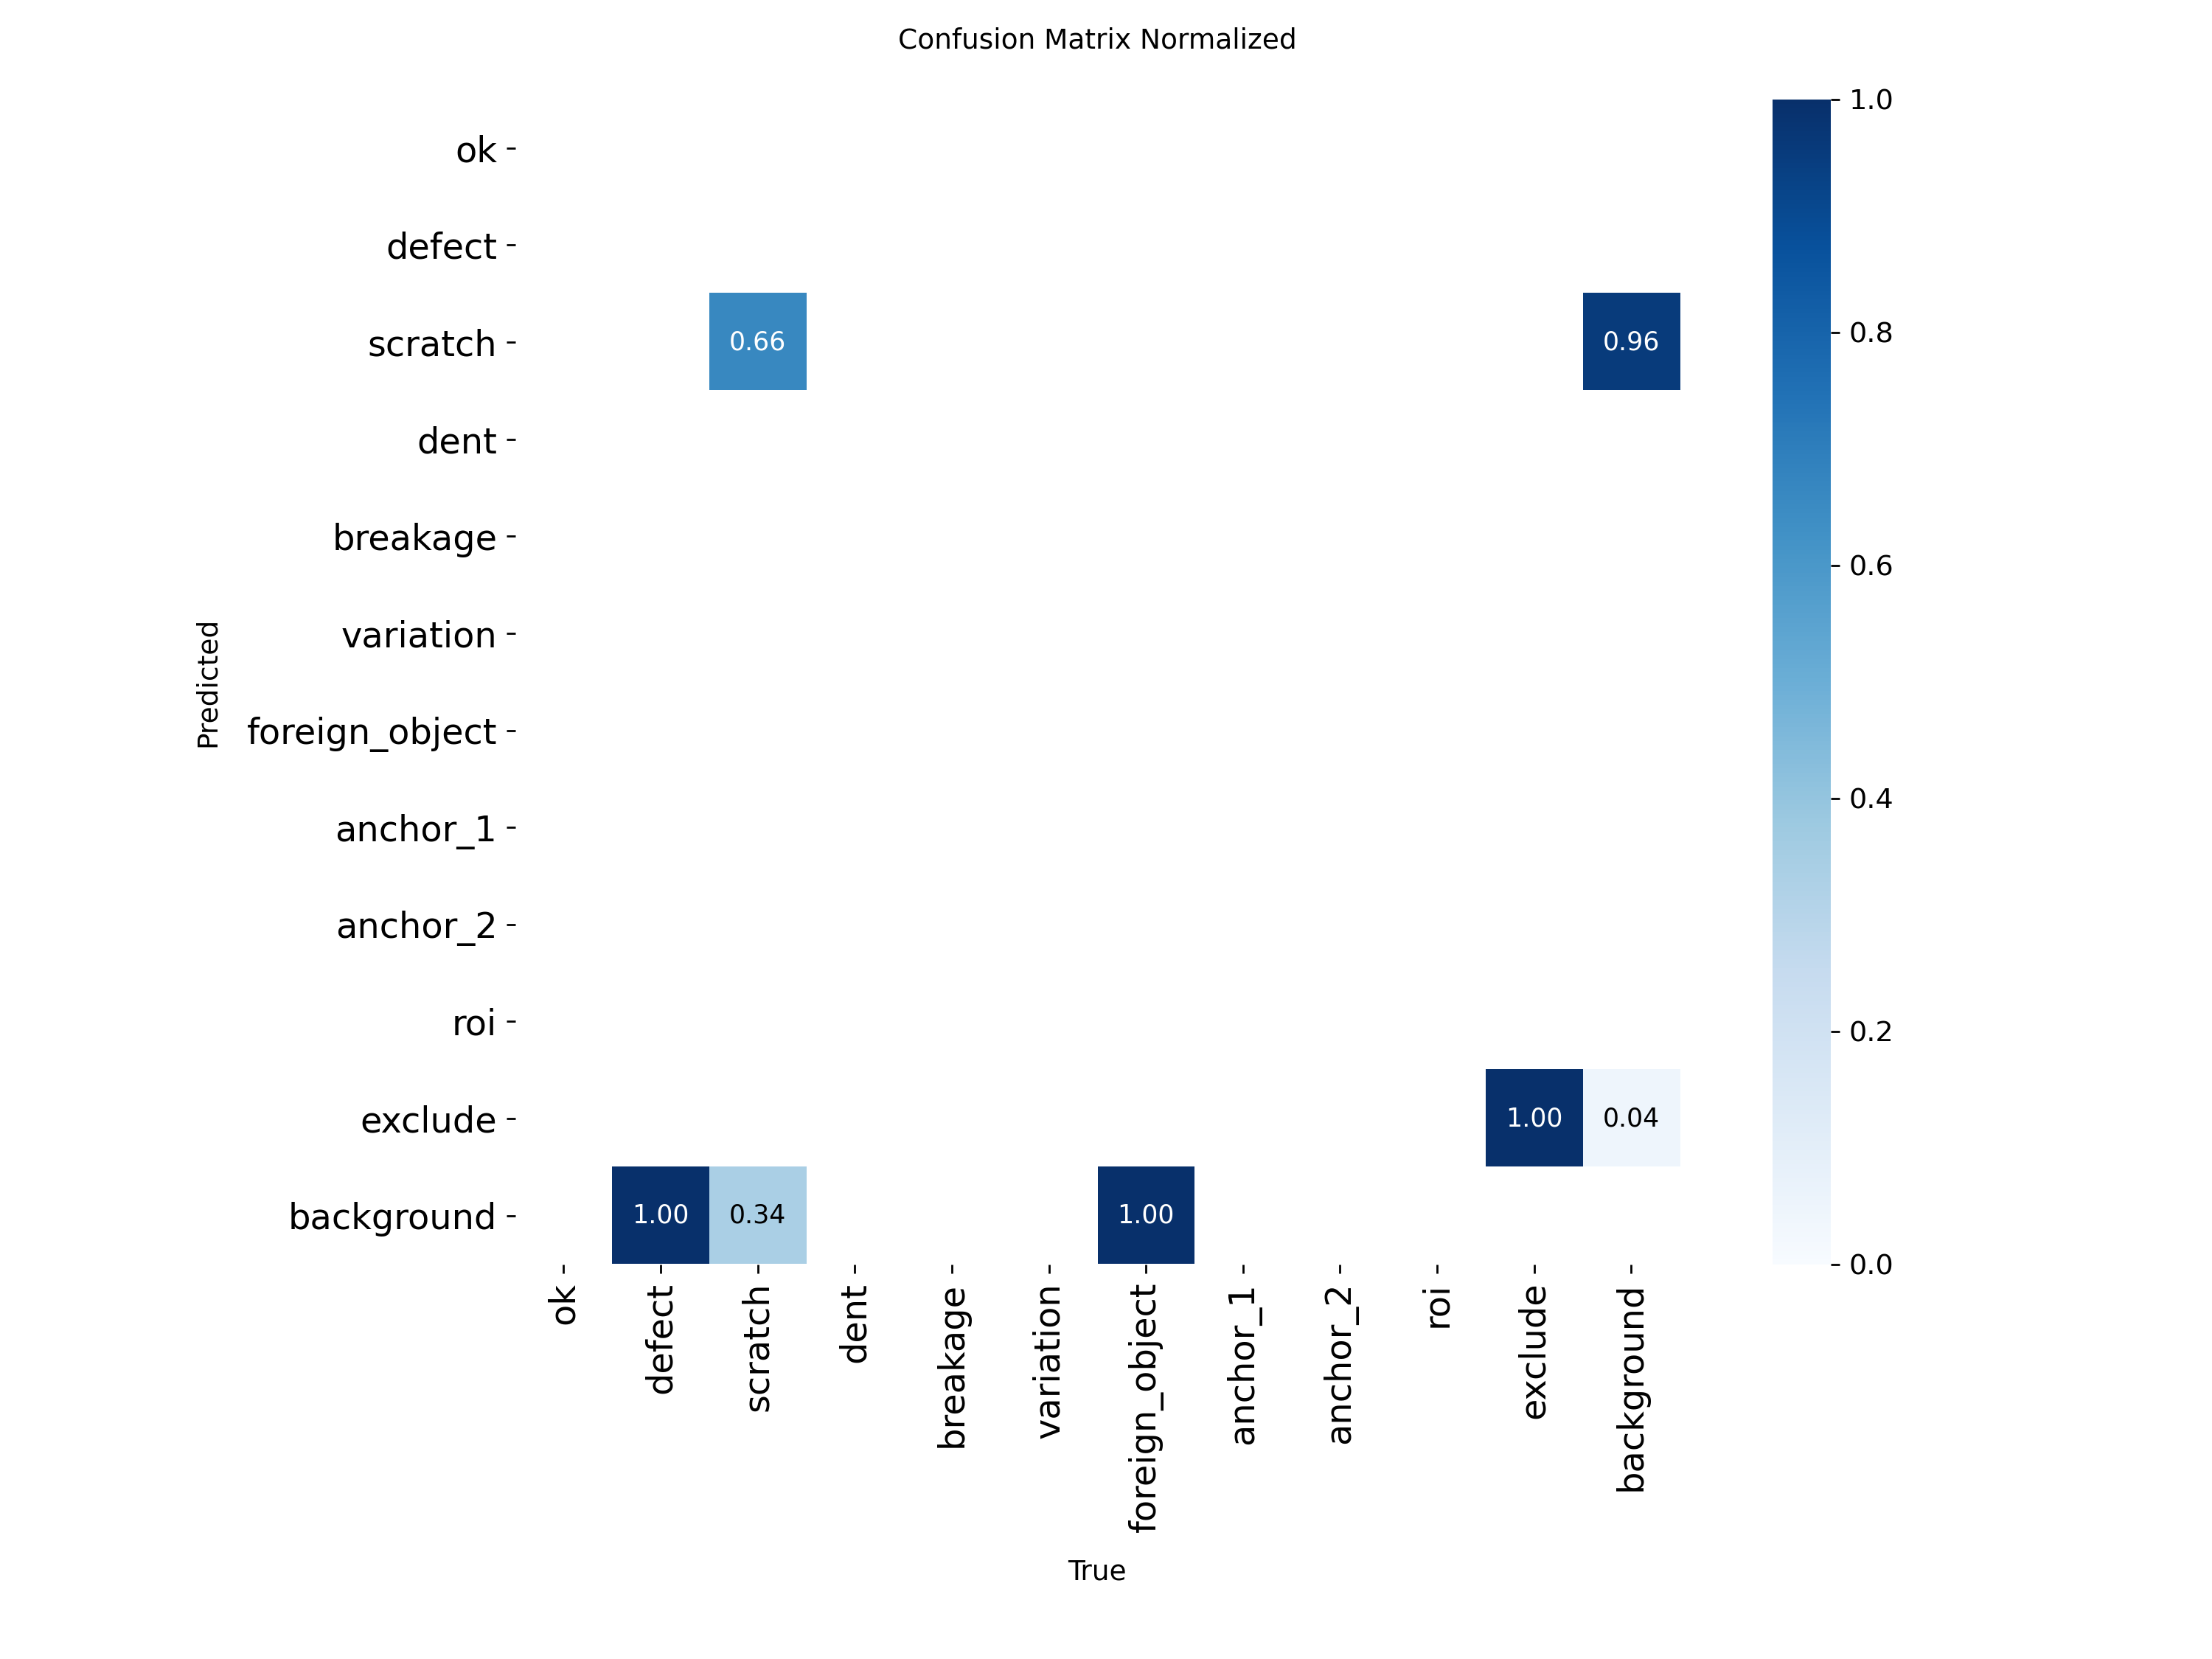 Confusion Matrix Normalized
ok
defect
scratch
dent
breakage
variation
foreign_object
anchor_1
anchor_2
roi
exclude
background
Predicted
0.66
0.96
1.00
0.04
1.00
0.34
1.00
ok
defect
scratch
dent
breakage
variation
foreign_object
anchor_1
anchor_2
roi
exclude
background
True
1.0
0.8
0.6
0.4
0.2
0.0